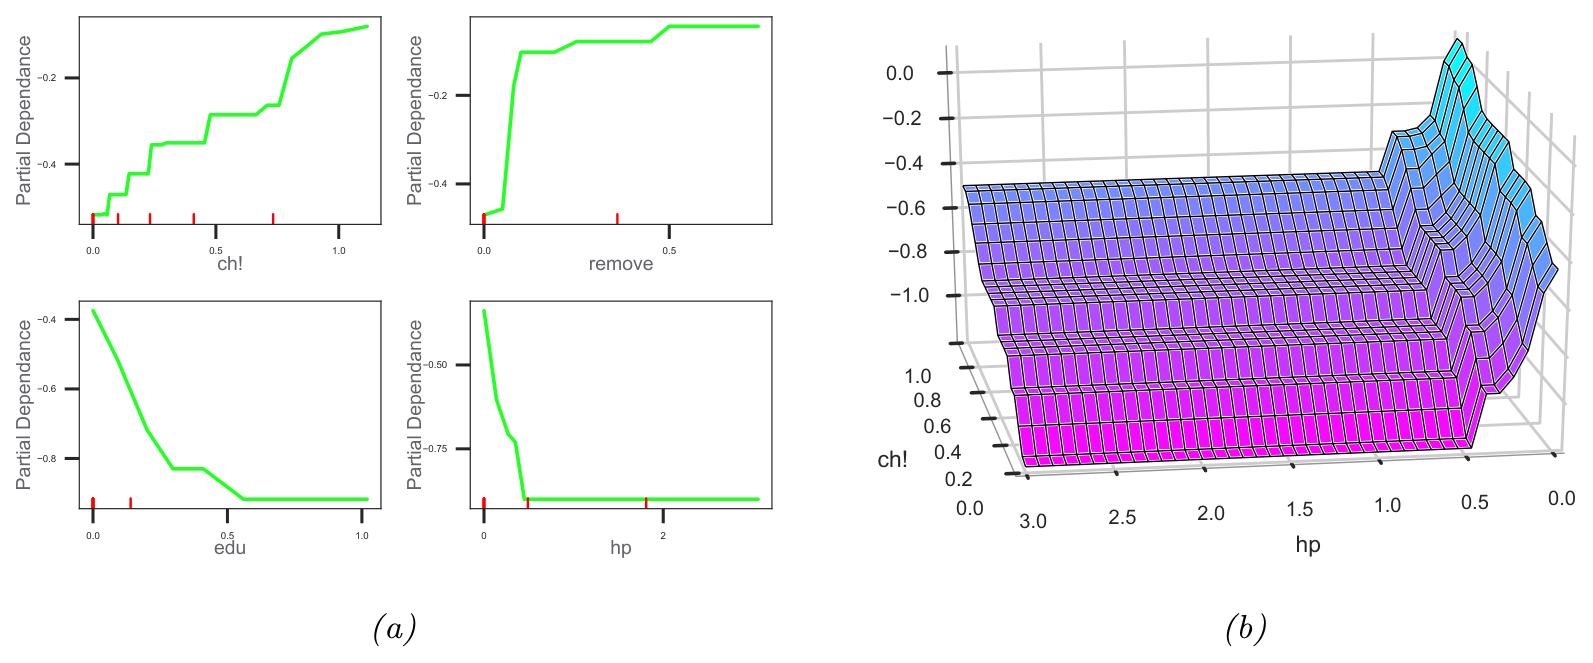 Partial Dependance
−0.2
−0.4
0.0 0.5 1.0
ch!
Partial Dependance
−0.2
−0.4
0.0 0.5
remove
Partial Dependance
−0.4
−0.6
−0.8
0.0 0.5 1.0
edu
Partial Dependance
−0.50
−0.75
0 2
hp
(a)
0.0
−0.2
−0.4
−0.6
−0.8
−1.0
1.0
0.8
0.6
0.4
0.2
0.0
ch!
3.0 2.5 2.0 1.5 1.0 0.5 0.0
hp
(b)